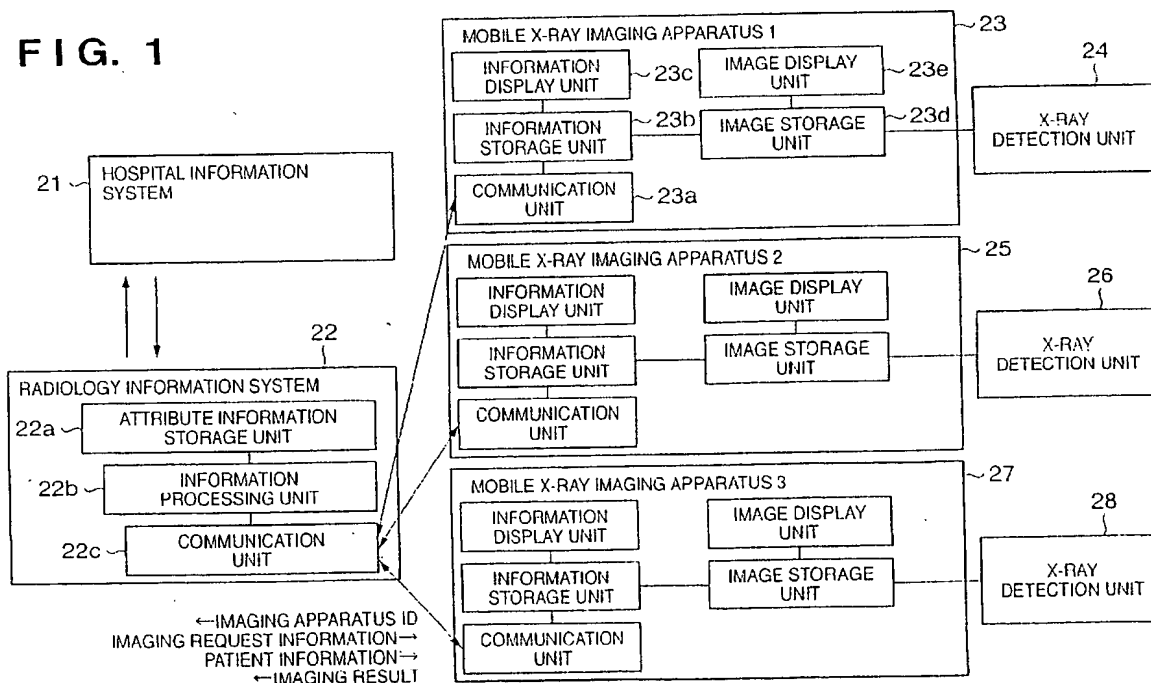 FIG. 1
21
HOSPITAL INFORMATION
SYSTEM
22
RADIOLOGY INFORMATION SYSTEM
22a
ATTRIBUTE INFORMATION
STORAGE UNIT
22b
INFORMATION
PROCESSING UNIT
22c
COMMUNICATION
UNIT
←IMAGING APPARATUS ID
IMAGING REQUEST INFORMATION→
PATIENT INFORMATION→
←IMAGING RESULT
23
MOBILE X-RAY IMAGING APPARATUS 1
INFORMATION
DISPLAY UNIT
23c
IMAGE DISPLAY
UNIT
23e
INFORMATION
STORAGE UNIT
23b
IMAGE STORAGE
UNIT
23d
COMMUNICATION
UNIT
23a
24
X-RAY
DETECTION UNIT
25
MOBILE X-RAY IMAGING APPARATUS 2
INFORMATION
DISPLAY UNIT
IMAGE DISPLAY
UNIT
INFORMATION
STORAGE UNIT
IMAGE STORAGE
UNIT
COMMUNICATION
UNIT
26
X-RAY
DETECTION UNIT
27
MOBILE X-RAY IMAGING APPARATUS 3
INFORMATION
DISPLAY UNIT
IMAGE DISPLAY
UNIT
INFORMATION
STORAGE UNIT
IMAGE STORAGE
UNIT
COMMUNICATION
UNIT
28
X-RAY
DETECTION UNIT